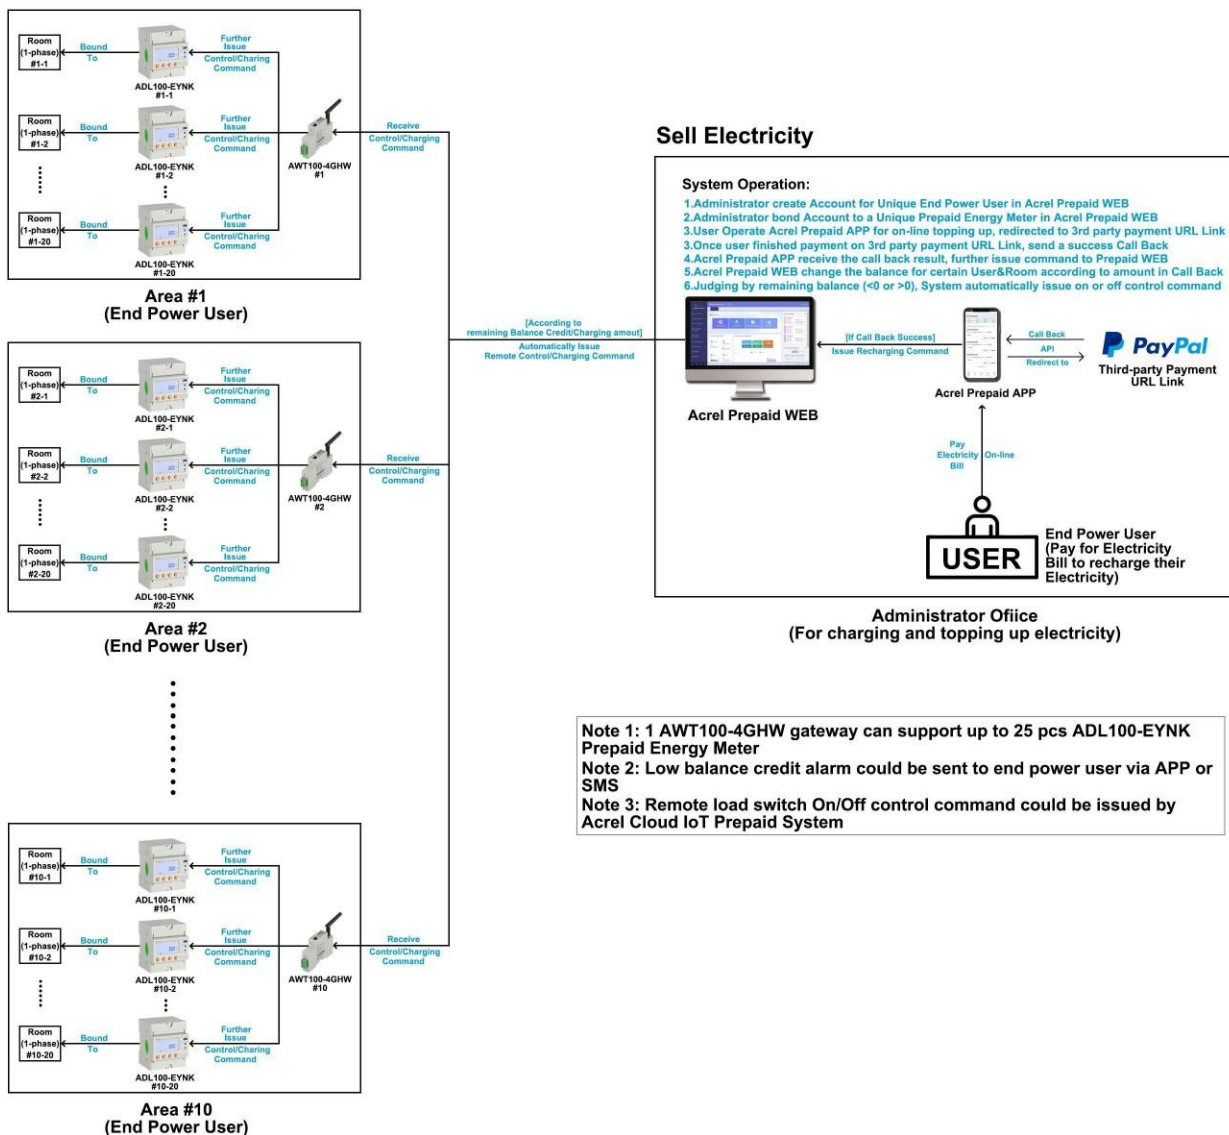 Room
(1-phase)
#1-1
Bound
To
ADL100-EYNK
#1-1
Further
Issue
Control/Charing
Command
Room
(1-phase)
#1-2
Bound
To
ADL100-EYNK
#1-2
Further
Issue
Control/Charing
Command
AWT100-4GHW
#1
Receive
Control/Charging
Command
Room
(1-phase)
#1-20
Bound
To
ADL100-EYNK
#1-20
Further
Issue
Control/Charing
Command
Area #1
(End Power User)
Room
(1-phase)
#2-1
Bound
To
ADL100-EYNK
#2-1
Further
Issue
Control/Charing
Command
Room
(1-phase)
#2-2
Bound
To
ADL100-EYNK
#2-2
Further
Issue
Control/Charing
Command
AWT100-4GHW
#2
Receive
Control/Charging
Command
Room
(1-phase)
#2-20
Bound
To
ADL100-EYNK
#2-20
Further
Issue
Control/Charing
Command
Area #2
(End Power User)
Room
(1-phase)
#10-1
Bound
To
ADL100-EYNK
#10-1
Further
Issue
Control/Charing
Command
Room
(1-phase)
#10-2
Bound
To
ADL100-EYNK
#10-2
Further
Issue
Control/Charing
Command
AWT100-4GHW
#10
Receive
Control/Charging
Command
Room
(1-phase)
#10-20
Bound
To
ADL100-EYNK
#10-20
Further
Issue
Control/Charing
Command
Area #10
(End Power User)
[According to
remaining Balance Credit/Charging amout]
Automatically Issue
Remote Control/Charging Command
Sell Electricity
System Operation:
1.Administrator create Account for Unique End Power User in Acrel Prepaid WEB
2.Administrator bond Account to a Unique Prepaid Energy Meter in Acrel Prepaid WEB
3.User Operate Acrel Prepaid APP for on-line topping up, redirected to 3rd party payment URL Link
3.Once user finished payment on 3rd party payment URL Link, send a success Call Back
4.Acrel Prepaid APP receive the call back result, further issue command to Prepaid WEB
5.Acrel Prepaid WEB change the balance for certain User&Room according to amount in Call Back
6.Judging by remaining balance (<0 or >0), System automatically issue on or off control command
Acrel Prepaid WEB
[If Call Back Success]
Issue Recharging Command
Acrel Prepaid APP
Call Back
API
Redirect to
PayPal
Third-party Payment
URL Link
Pay
Electricity On-line
Bill
USER
End Power User
(Pay for Electricity
Bill to recharge their
Electricity)
Administrator Ofiice
(For charging and topping up electricity)
Note 1: 1 AWT100-4GHW gateway can support up to 25 pcs ADL100-EYNK
Prepaid Energy Meter
Note 2: Low balance credit alarm could be sent to end power user via APP or
SMS
Note 3: Remote load switch On/Off control command could be issued by
Acrel Cloud IoT Prepaid System